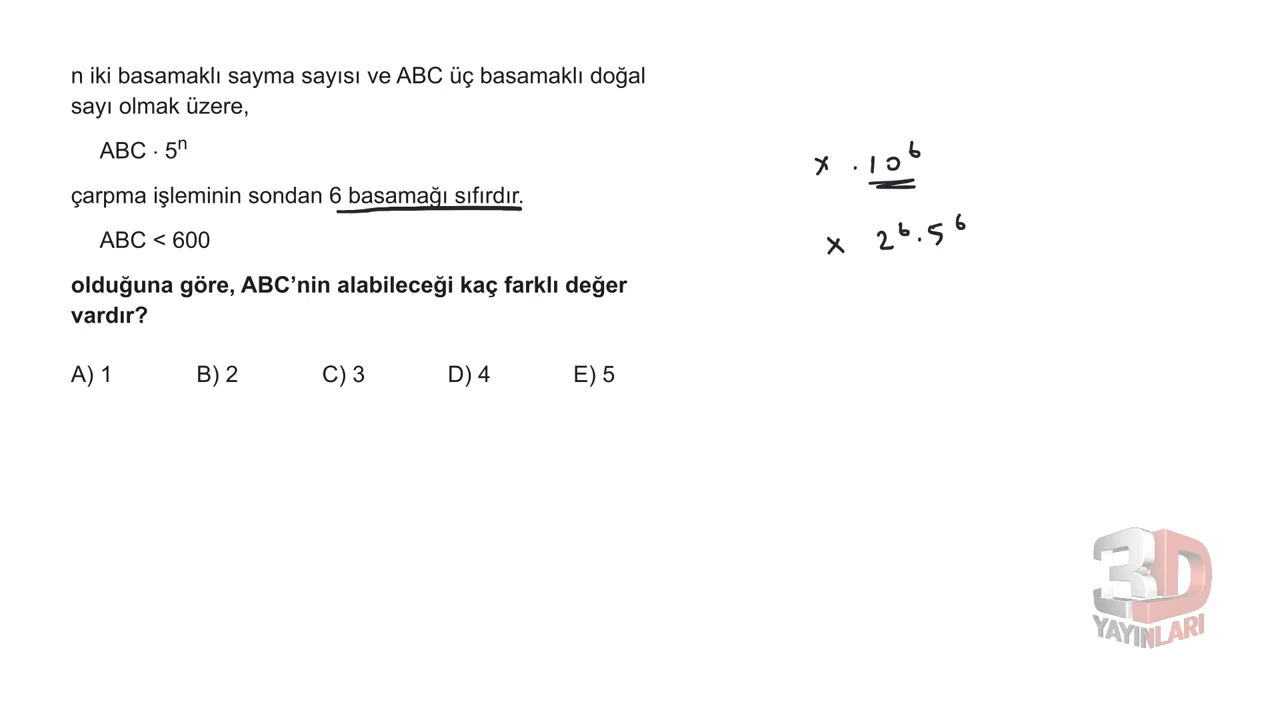 n iki basamaklı sayma sayısı ve ABC üç basamaklı doğal
sayı olmak üzere,
ABC · 5ⁿ
çarpma işleminin sondan 6 basamağı sıfırdır.
ABC < 600
olduğuna göre, ABC’nin alabileceği kaç farklı değer
vardır?
A) 1 B) 2 C) 3 D) 4 E) 5
x . 10⁶
x 2⁶ . 5⁶
3D
YAYINLARI